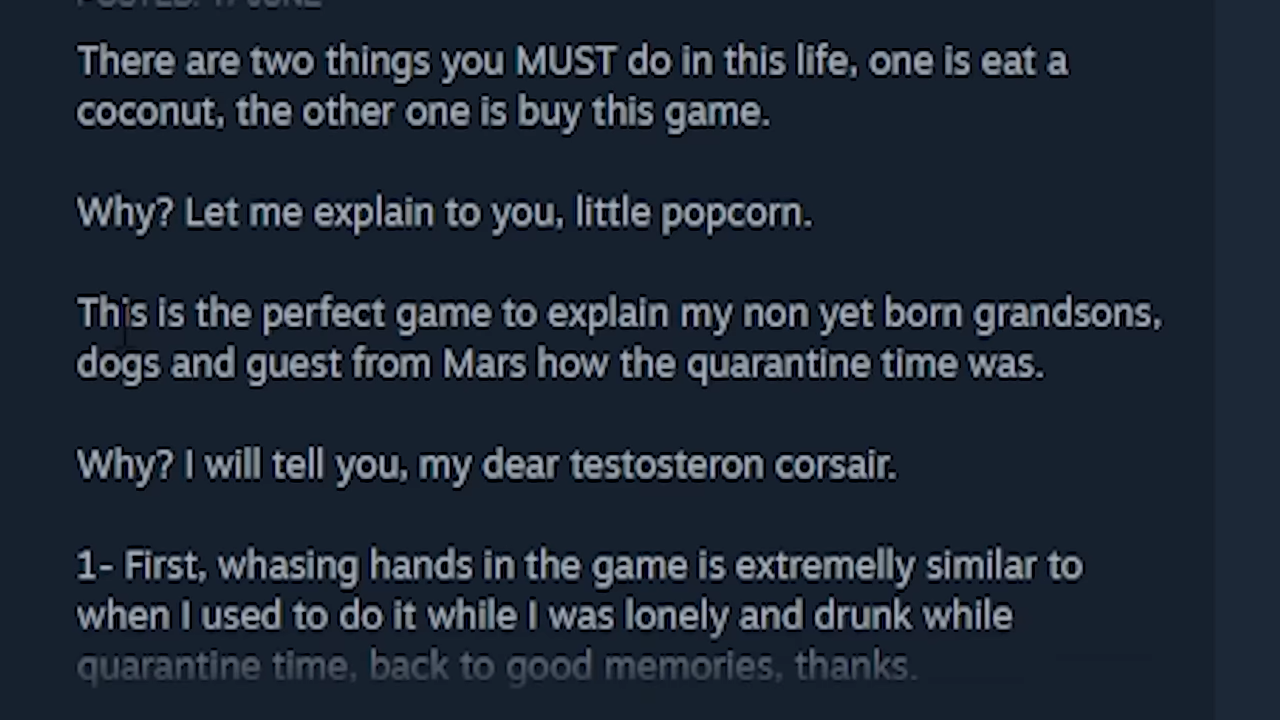 POSTED: 17 JUNE
There are two things you MUST do in this life, one is eat a
coconut, the other one is buy this game.
Why? Let me explain to you, little popcorn.
This is the perfect game to explain my non yet born grandsons,
dogs and guest from Mars how the quarantine time was.
Why? I will tell you, my dear testosteron corsair.
1- First, whasing hands in the game is extremelly similar to
when I used to do it while I was lonely and drunk while
quarantine time, back to good memories, thanks.